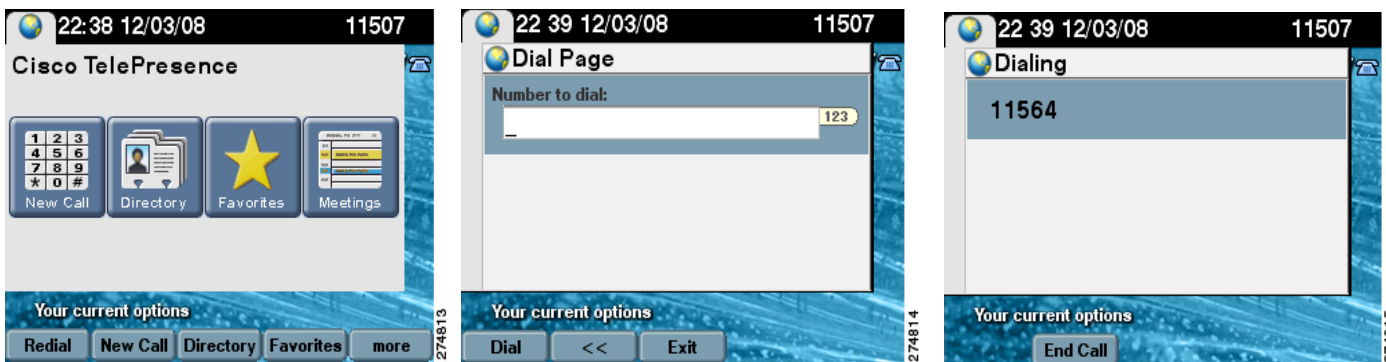 22:38 12/03/08 11507
Cisco TelePresence
1 2 3
4 5 6
7 8 9
* 0 #
New Call Directory Favorites Meetings
Your current options
Redial New Call Directory Favorites more
274813
22 39 12/03/08 11507
Dial Page
Number to dial:
123
_
Your current options
Dial << Exit
274814
22 39 12/03/08 11507
Dialing
11564
Your current options
End Call